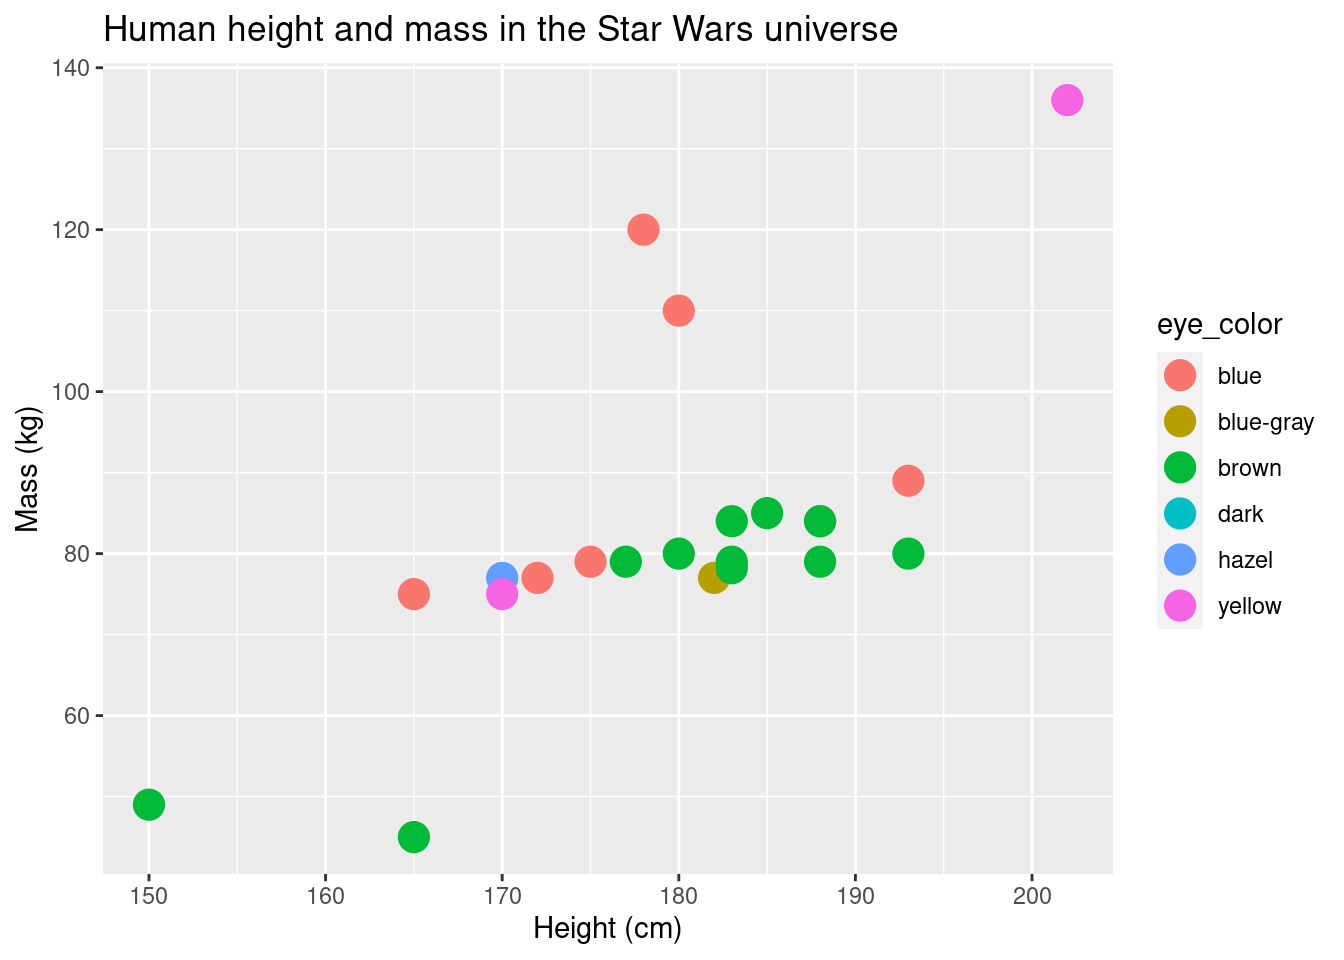 Human height and mass in the Star Wars universe
140
120
100
80
60
Mass (kg)
150 160 170 180 190 200
Height (cm)
eye_color
blue
blue-gray
brown
dark
hazel
yellow